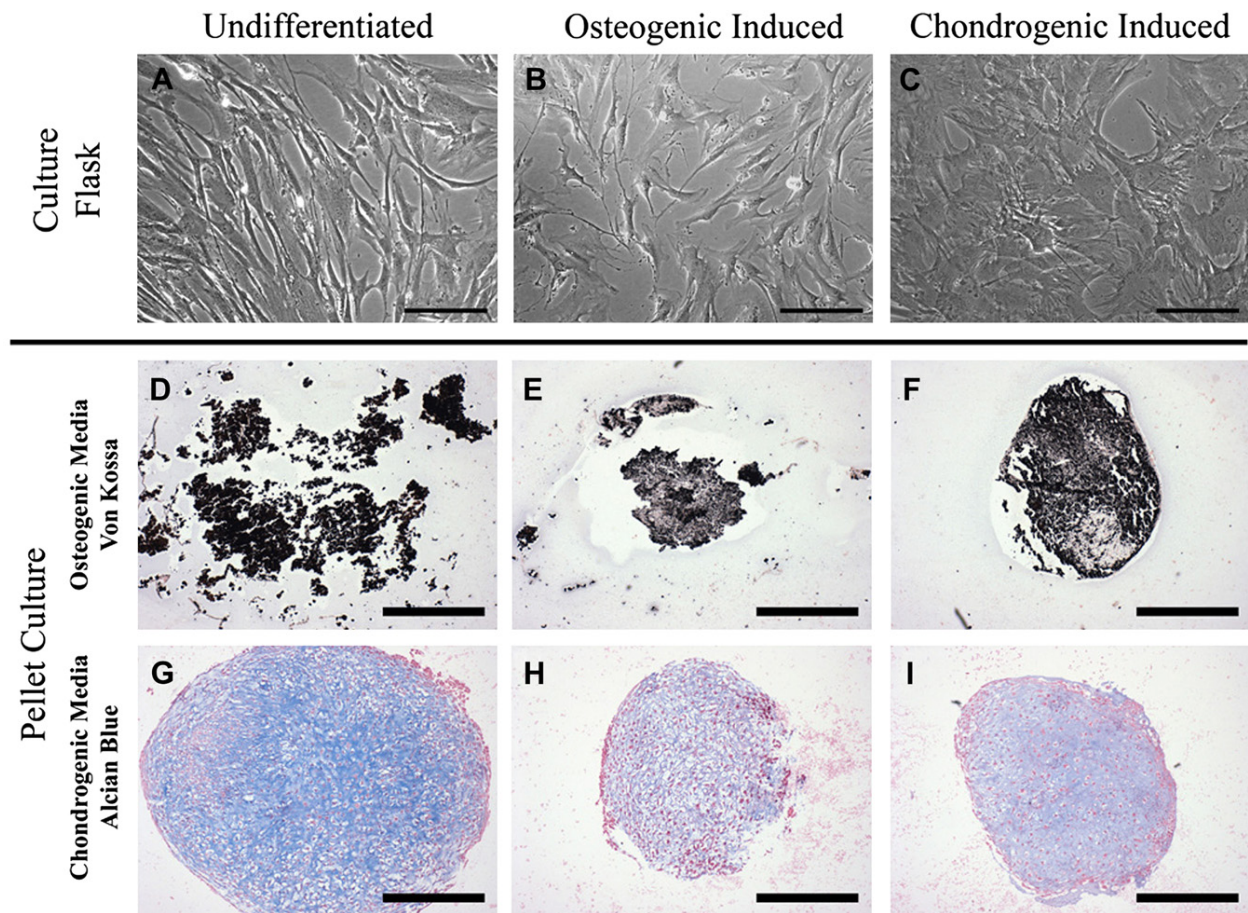 Undifferentiated
Osteogenic Induced
Chondrogenic Induced
Culture
Flask
A
B
C
Pellet Culture
Osteogenic Media
Von Kossa
D
E
F
Chondrogenic Media
Alcian Blue
G
H
I